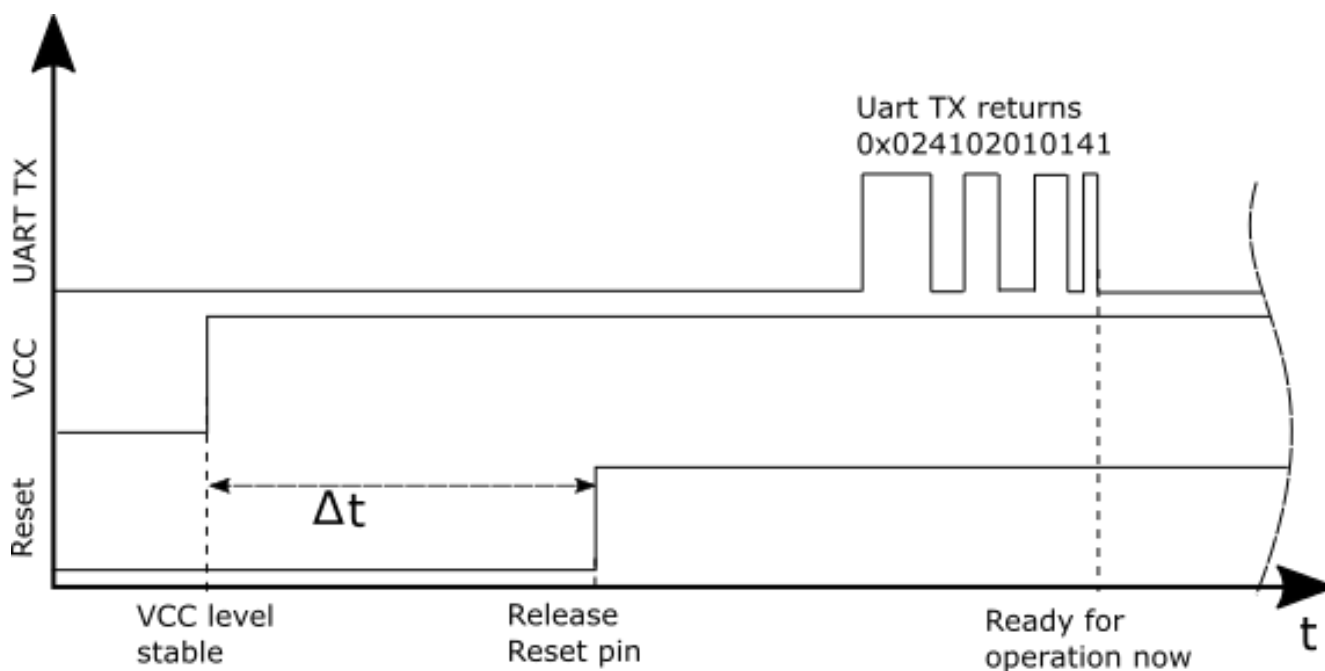 Uart TX returns
0x024102010141
UART TX
VCC
Reset
Δt
VCC level
stable
Release
Reset pin
Ready for
operation now
t